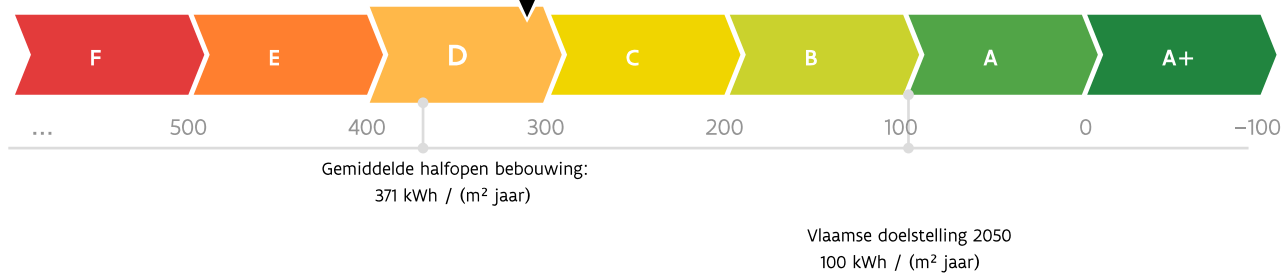 F E D C B A A+
... 500 400 300 200 100 0 –100
Gemiddelde halfopen bebouwing:
371 kWh / (m² jaar)
Vlaamse doelstelling 2050
100 kWh / (m² jaar)